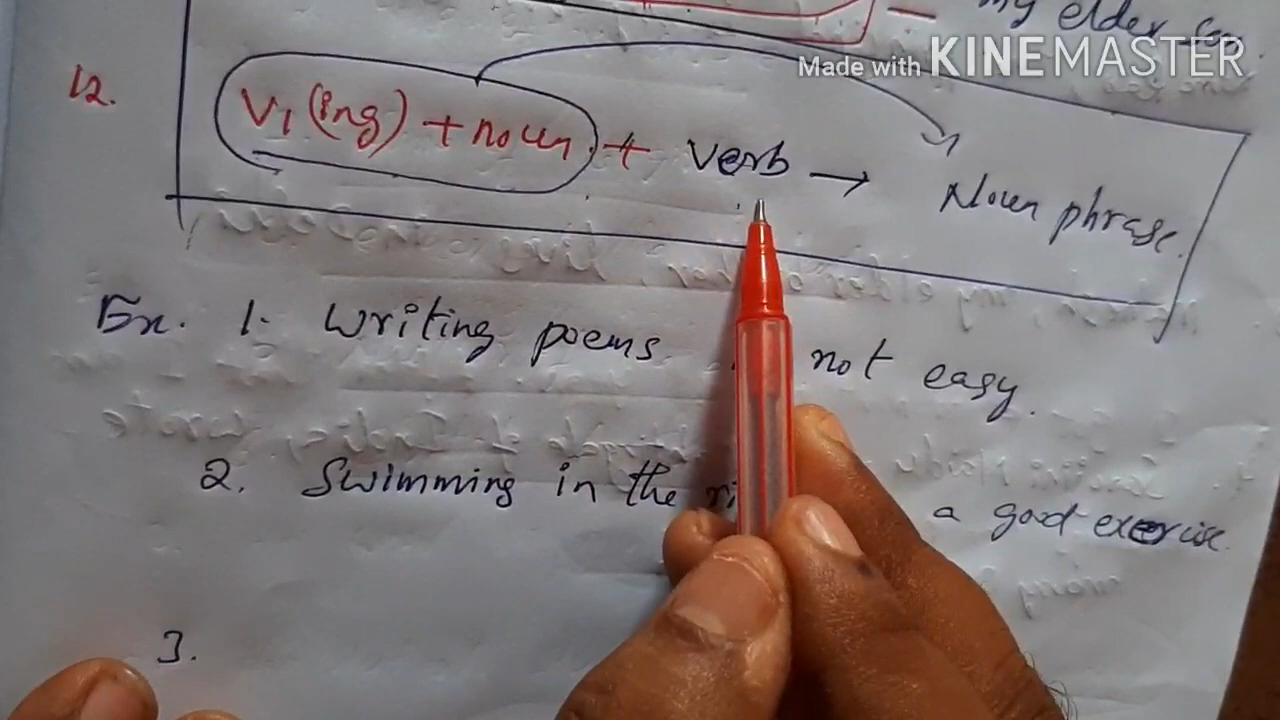 my elder
Made with KINEMASTER
12.
V1 (ing) + noun + verb → Noun phrase.
Ex. 1. Writing poems not easy.
2. Swimming in the a good exercise.
3.